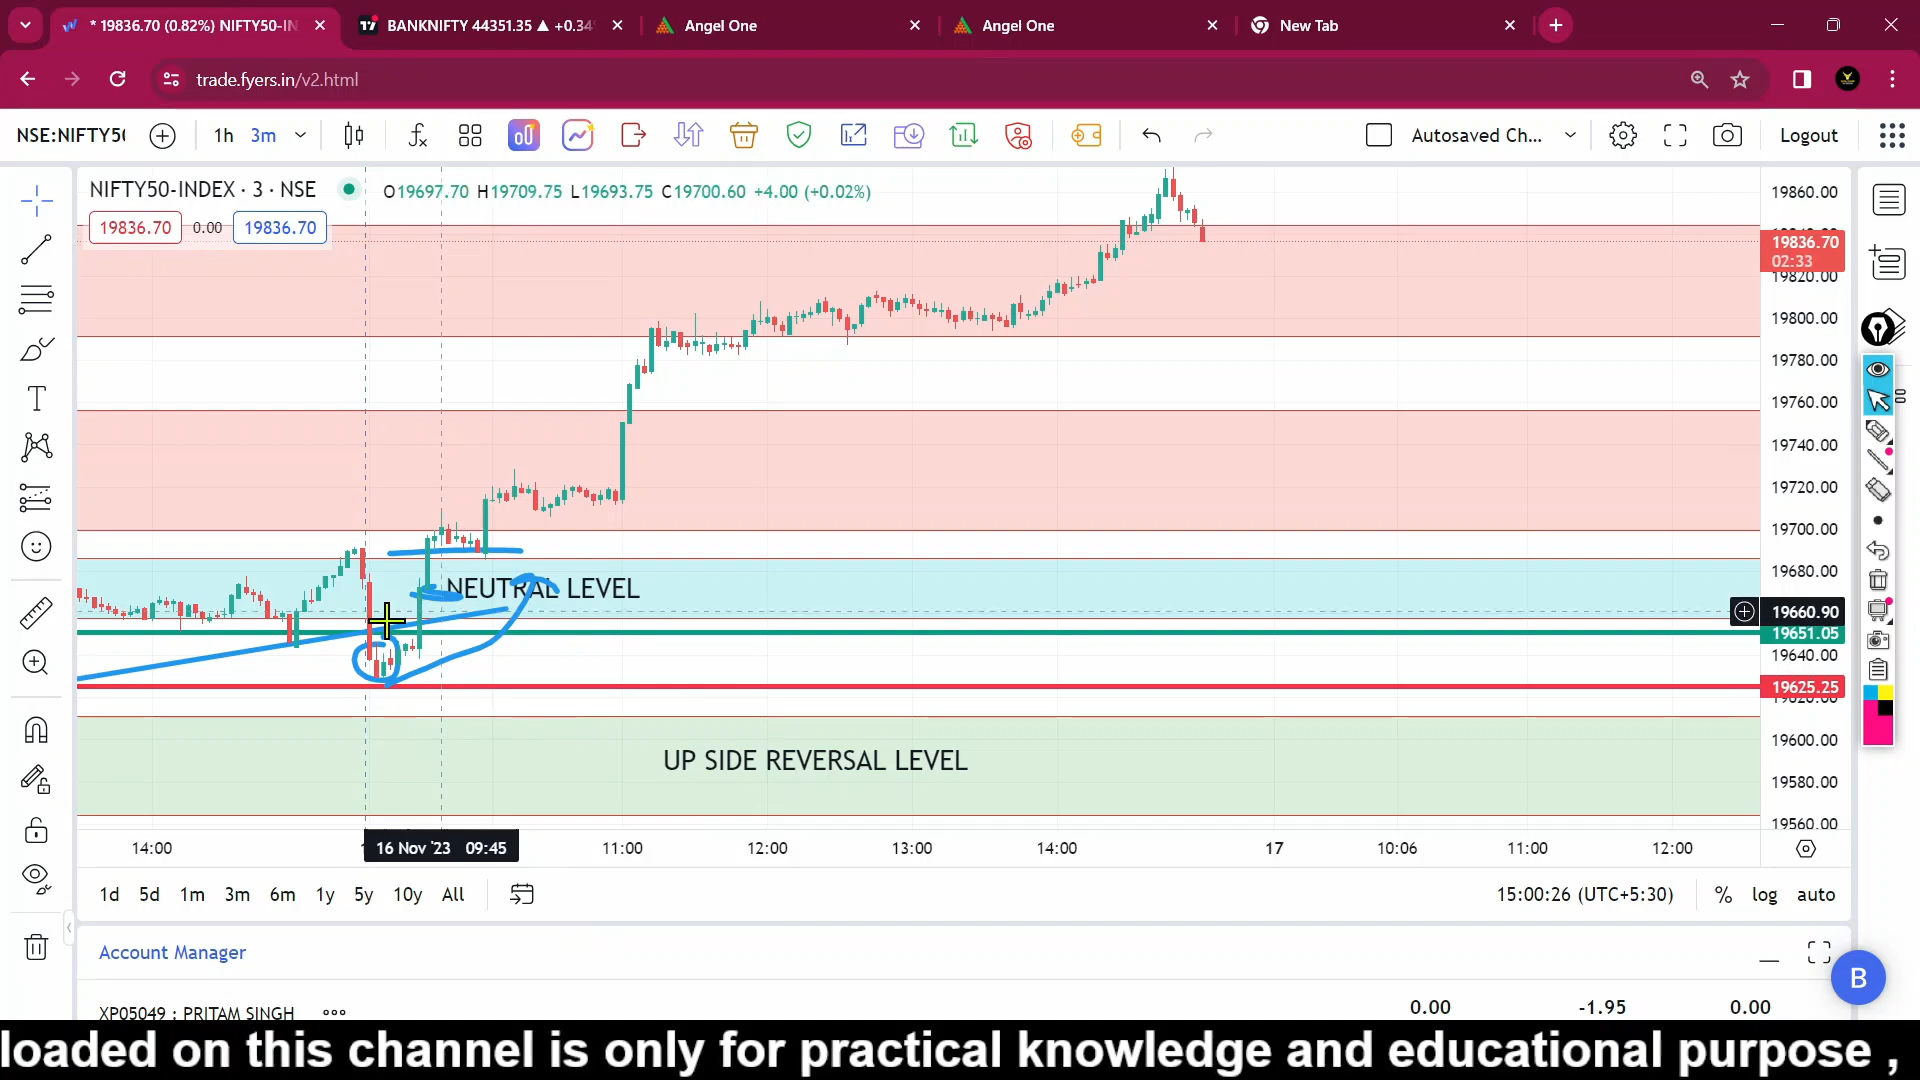 * 19836.70 (0.82%) NIFTY50-IN
BANKNIFTY 44351.35 ▲ +0.34
Angel One
Angel One
New Tab
trade.fyers.in/v2.html
NSE:NIFTY50
1h 3m
Autosaved Ch...
Logout
NIFTY50-INDEX · 3 · NSE
O19697.70 H19709.75 L19693.75 C19700.60 +4.00 (+0.02%)
19836.70 0.00 19836.70
19860.00
19836.70
02:33
19820.00
19800.00
19780.00
19760.00
19740.00
19720.00
19700.00
19680.00
NEUTRAL LEVEL
19660.90
19651.05
19640.00
19625.25
19620.00
19600.00
UP SIDE REVERSAL LEVEL
19580.00
19560.00
14:00
16 Nov '23 09:45
11:00 12:00 13:00 14:00 17 10:06 11:00 12:00
1d 5d 1m 3m 6m 1y 5y 10y All
15:00:26 (UTC+5:30) % log auto
Account Manager
B
XP05049 : PRITAM SINGH
0.00 -1.95 0.00
loaded on this channel is only for practical knowledge and educational purpose ,